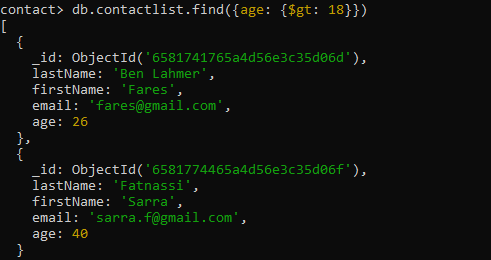 contact> db.contactlist.find({age: {$gt: 18}})
[
  {
    _id: ObjectId('6581741765a4d56e3c35d06d'),
    lastName: 'Ben Lahmer',
    firstName: 'Fares',
    email: 'fares@gmail.com',
    age: 26
  },
  {
    _id: ObjectId('6581774465a4d56e3c35d06f'),
    lastName: 'Fatnassi',
    firstName: 'Sarra',
    email: 'sarra.f@gmail.com',
    age: 40
  }